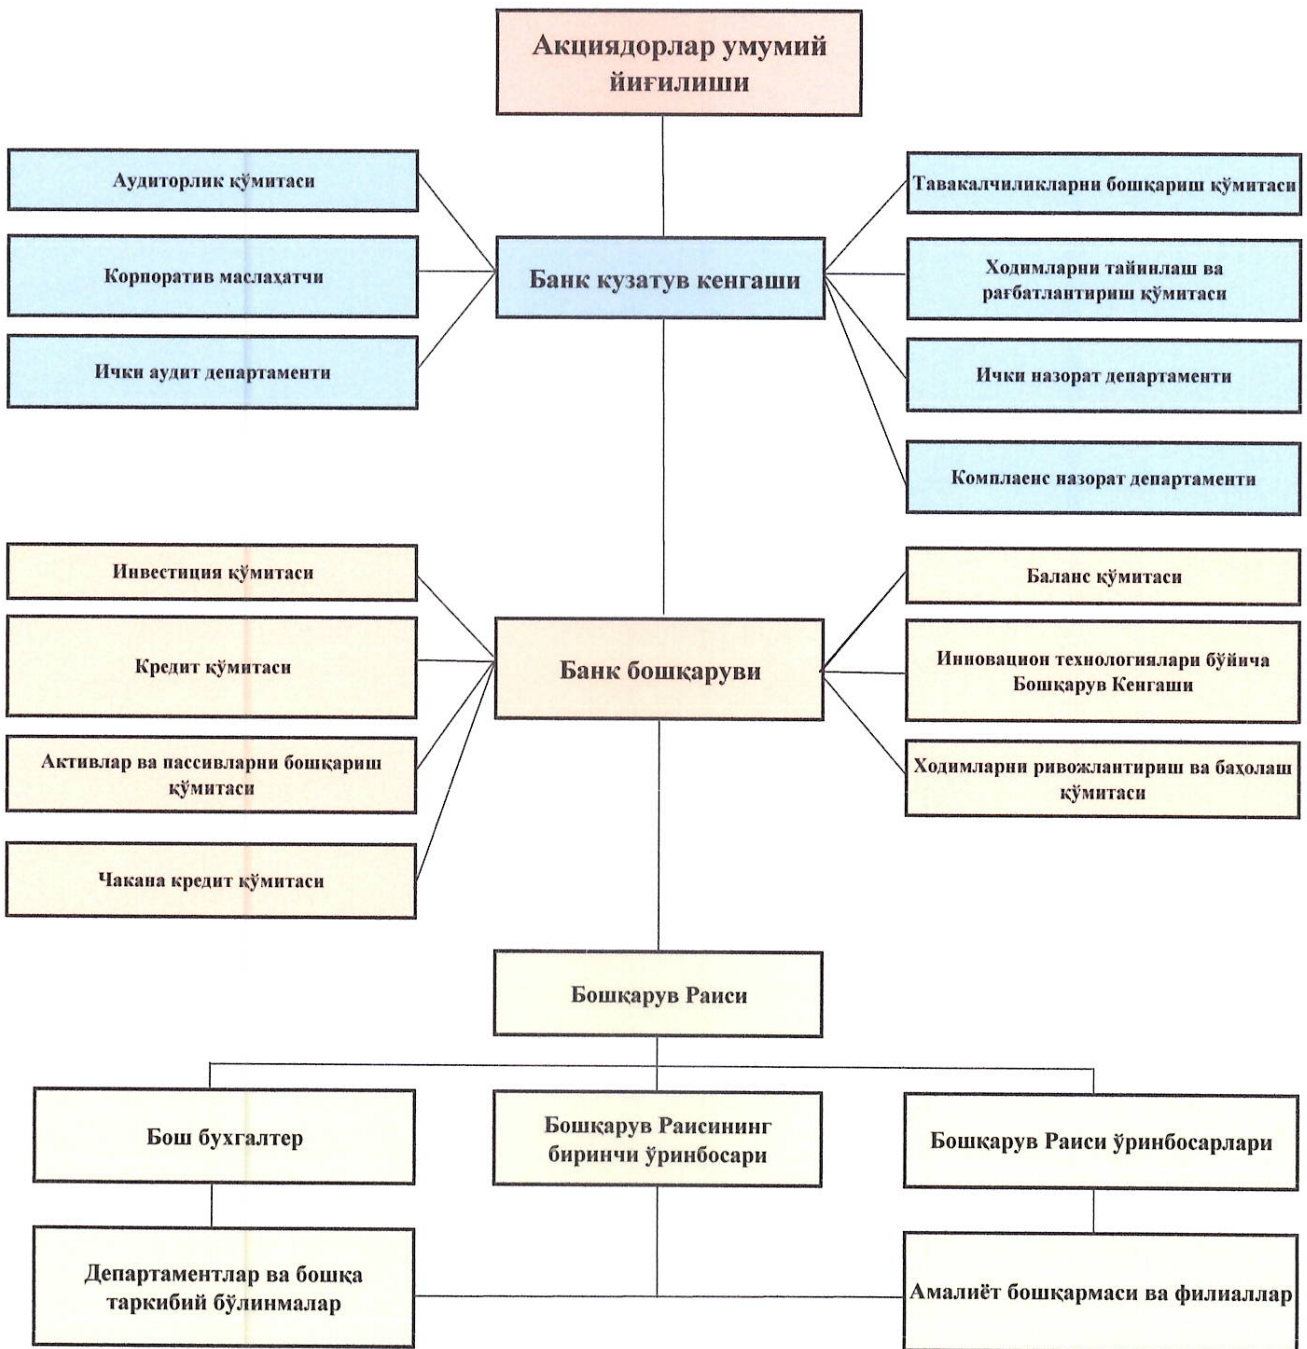 Акциядорлар умумий
йиғилиши
Аудиторлик қўмитаси
Корпоратив маслаҳатчи
Ички аудит департаменти
Банк кузатув кенгаши
Тавакалчиликларни бошқариш қўмитаси
Ходимларни тайинлаш ва
рағбатлантириш қўмитаси
Ички назорат департаменти
Комплаенс назорат департаменти
Инвестиция қўмитаси
Кредит қўмитаси
Активлар ва пассивларни бошқариш
қўмитаси
Чакана кредит қўмитаси
Банк бошқаруви
Баланс қўмитаси
Инновацион технологиялари бўйича
Бошқарув Кенгаши
Ходимларни ривожлантириш ва баҳолаш
қўмитаси
Бошқарув Раиси
Бош бухгалтер
Бошқарув Раисининг
биринчи ўринбосари
Бошқарув Раиси ўринбосарлари
Департаментлар ва бошқа
таркибий бўлинмалар
Амалиёт бошқармаси ва филиаллар